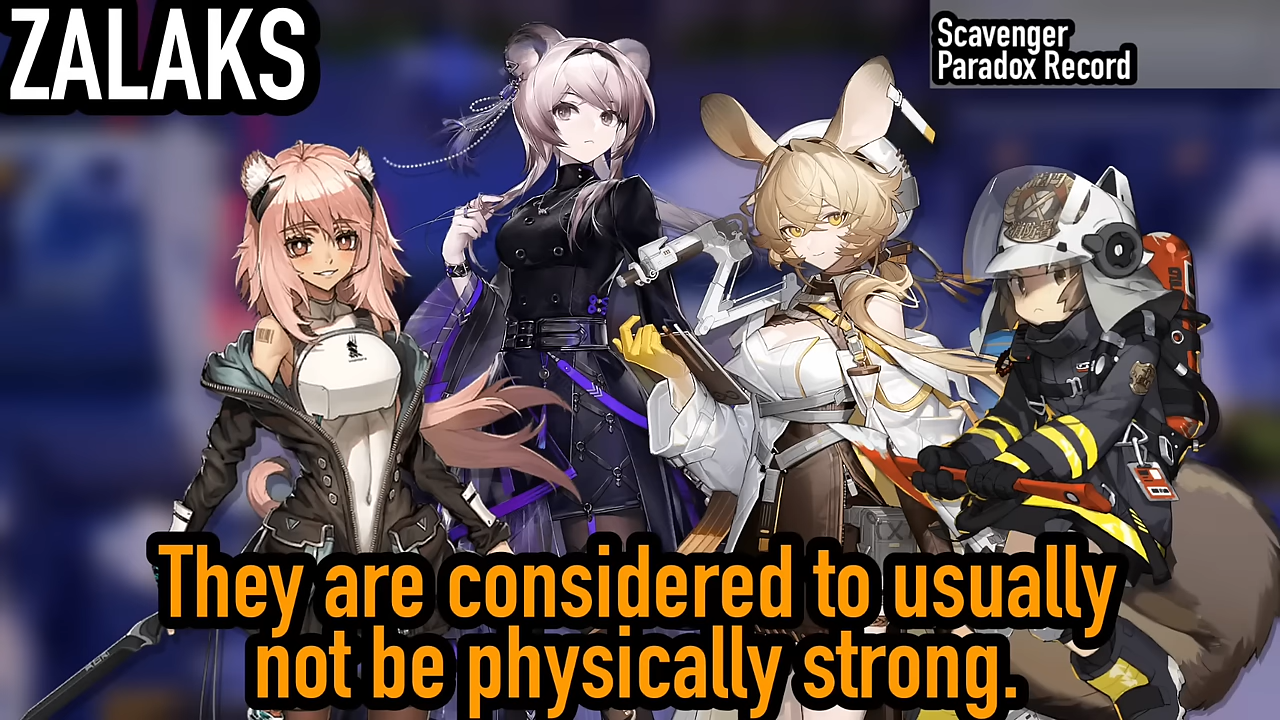 ZALAKS
Scavenger
Paradox Record
They are considered to usually
not be physically strong.